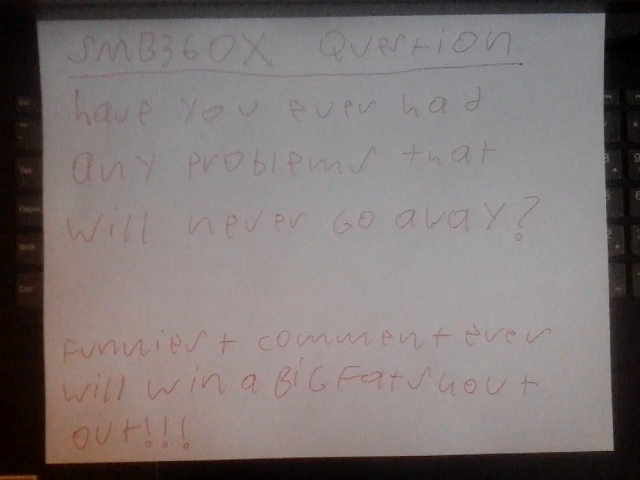 SMB360X Question
have you ever had
any problems that
will never go away?
Funniest comment ever
will win a BiG Fat shout
out!!!